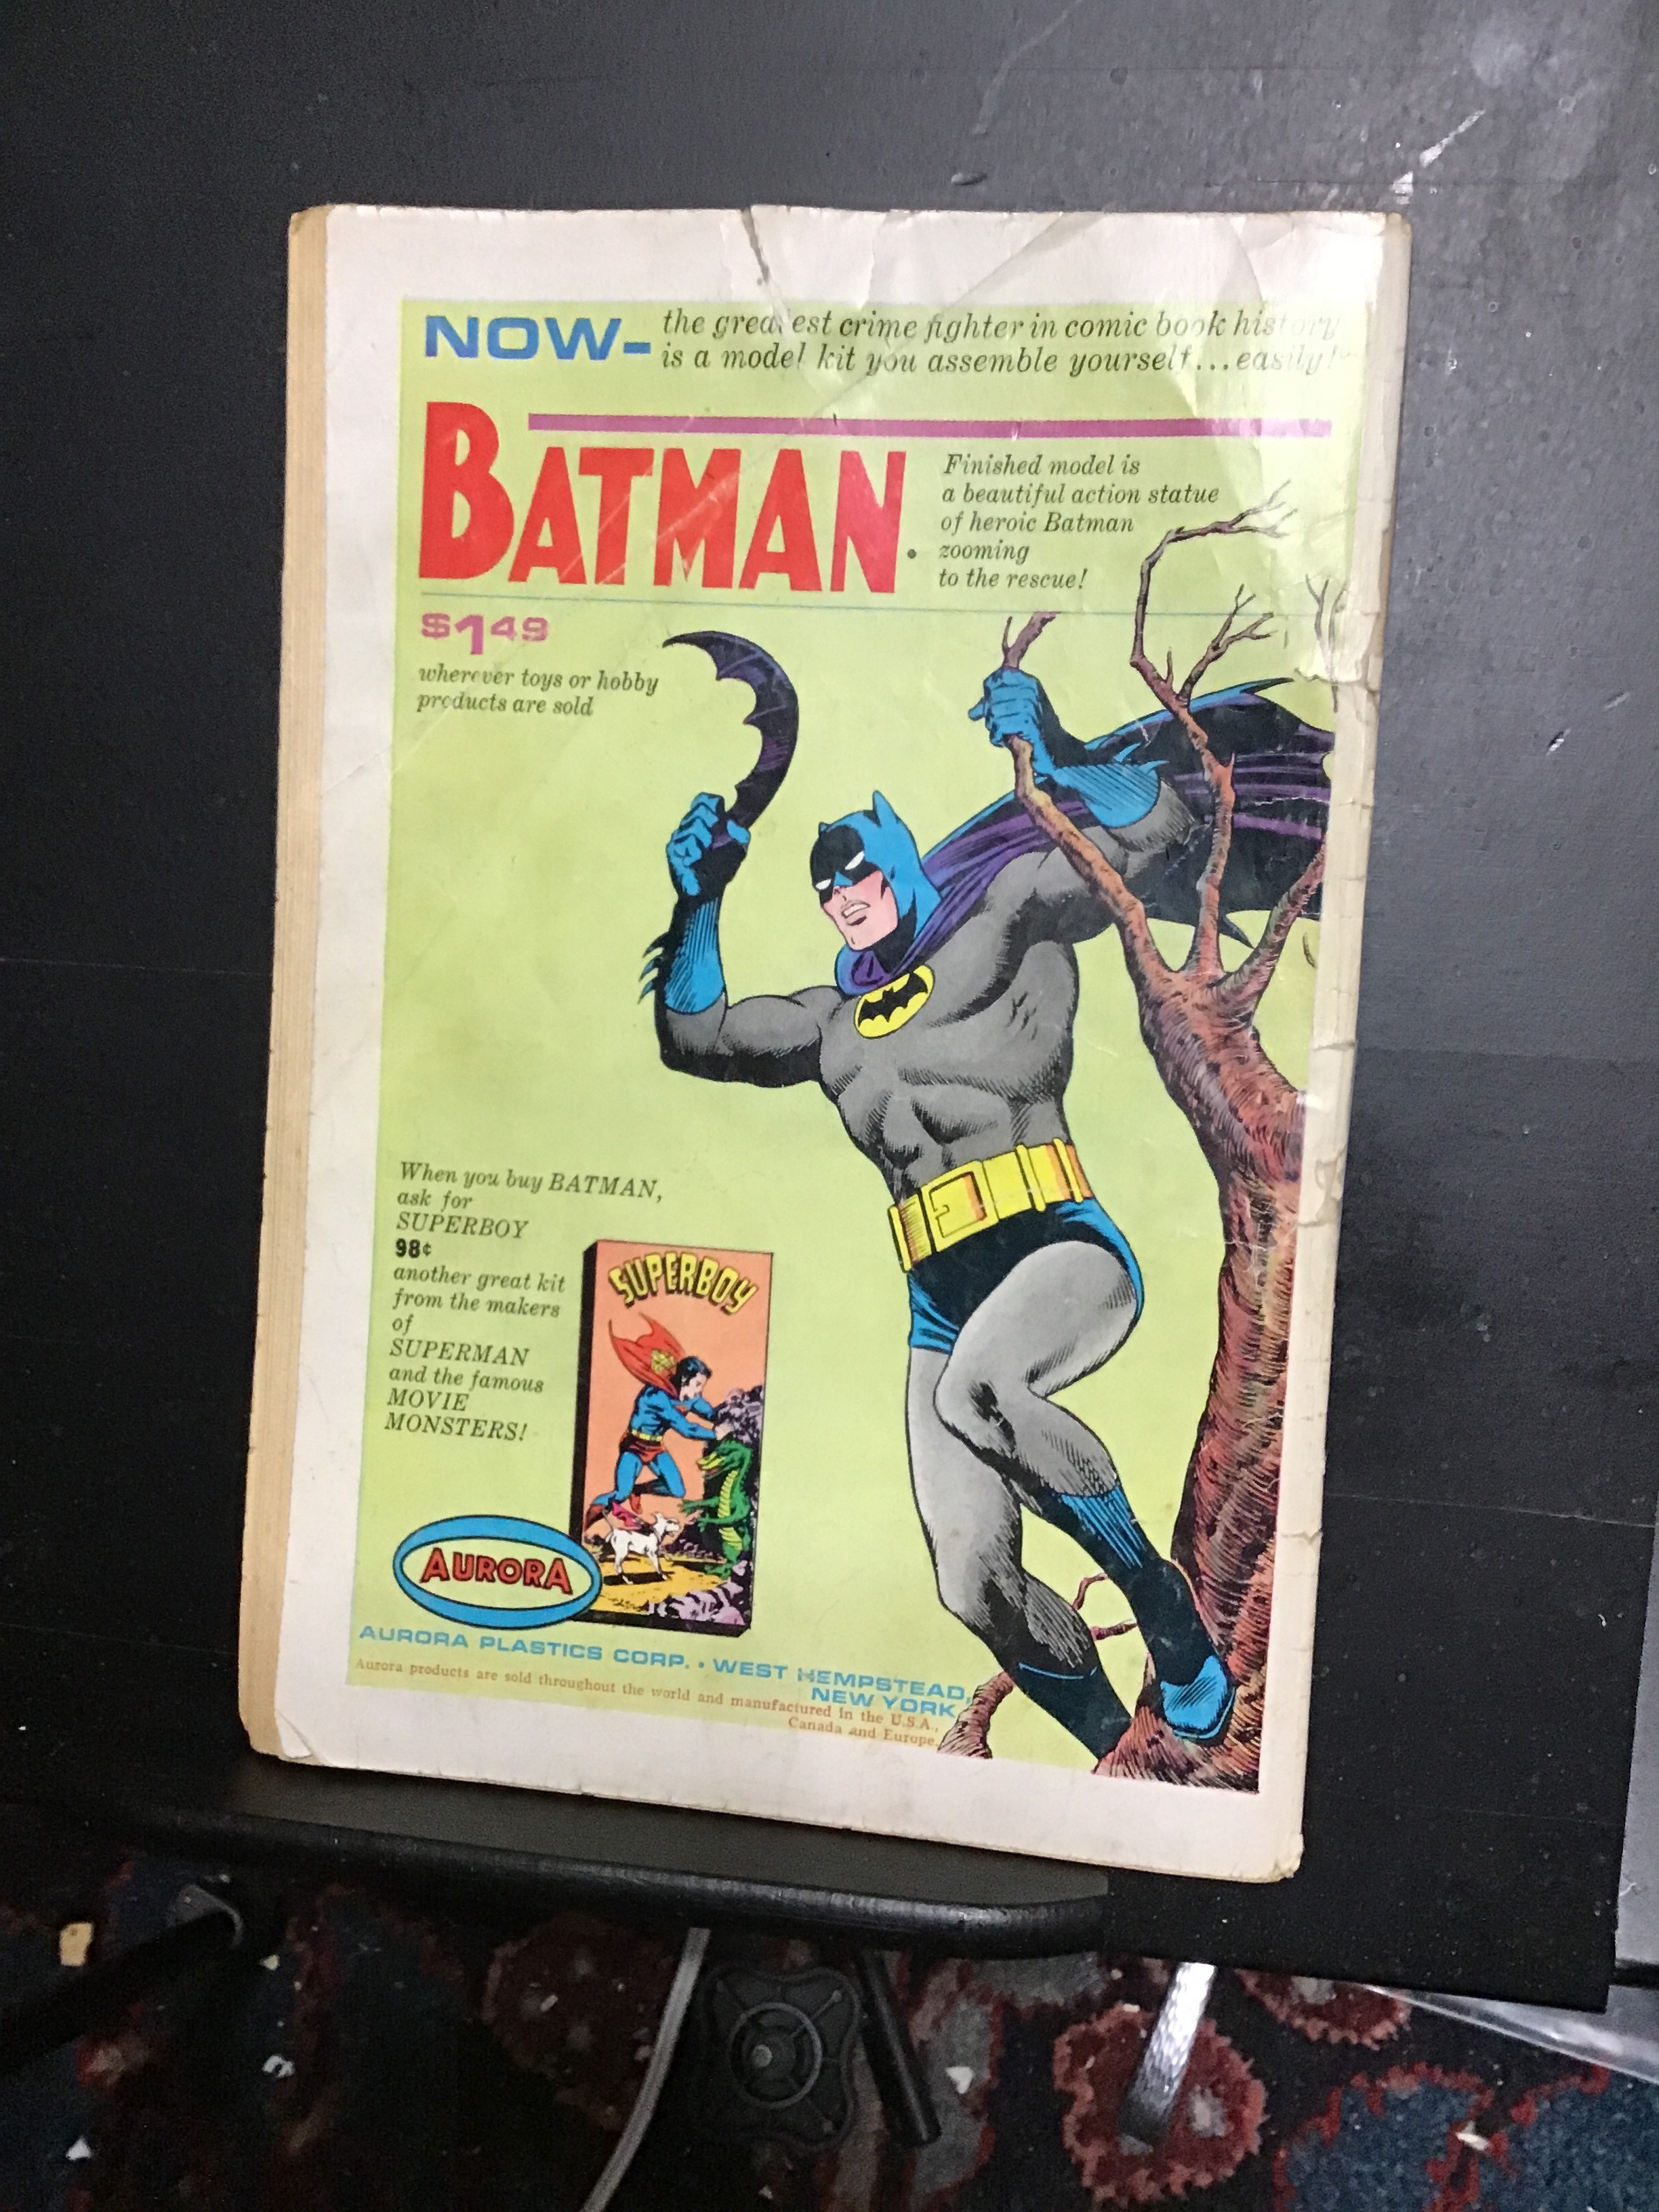 NOW- the greatest crime fighter in comic book history
is a model kit you assemble yourself...easily!
BATMAN.
Finished model is
a beautiful action statue
of heroic Batman
zooming
to the rescue!
$1.49
wherever toys or hobby
products are sold
When you buy BATMAN,
ask for
SUPERBOY
98¢
another great kit
from the makers
of
SUPERMAN
and the famous
MOVIE
MONSTERS!
SUPERBOY
AURORA
AURORA PLASTICS CORP. • WEST HEMPSTEAD,
NEW YORK
Aurora products are sold throughout the world and manufactured in the U.S.A.,
Canada and Europe.